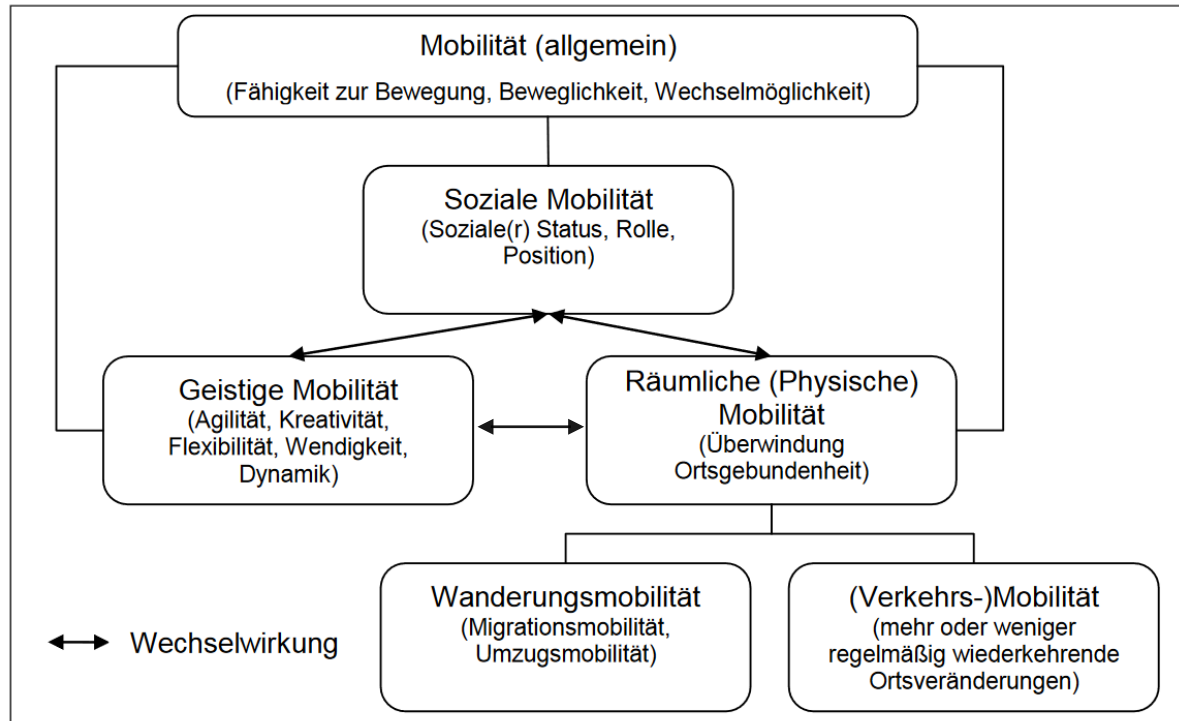 Mobilität (allgemein)
(Fähigkeit zur Bewegung, Beweglichkeit, Wechselmöglichkeit)
Soziale Mobilität
(Soziale(r) Status, Rolle,
Position)
Geistige Mobilität
(Agilität, Kreativität,
Flexibilität, Wendigkeit,
Dynamik)
Räumliche (Physische)
Mobilität
(Überwindung
Ortsgebundenheit)
Wanderungsmobilität
(Migrationsmobilität,
Umzugsmobilität)
(Verkehrs-)Mobilität
(mehr oder weniger
regelmäßig wiederkehrende
Ortsveränderungen)
Wechselwirkung